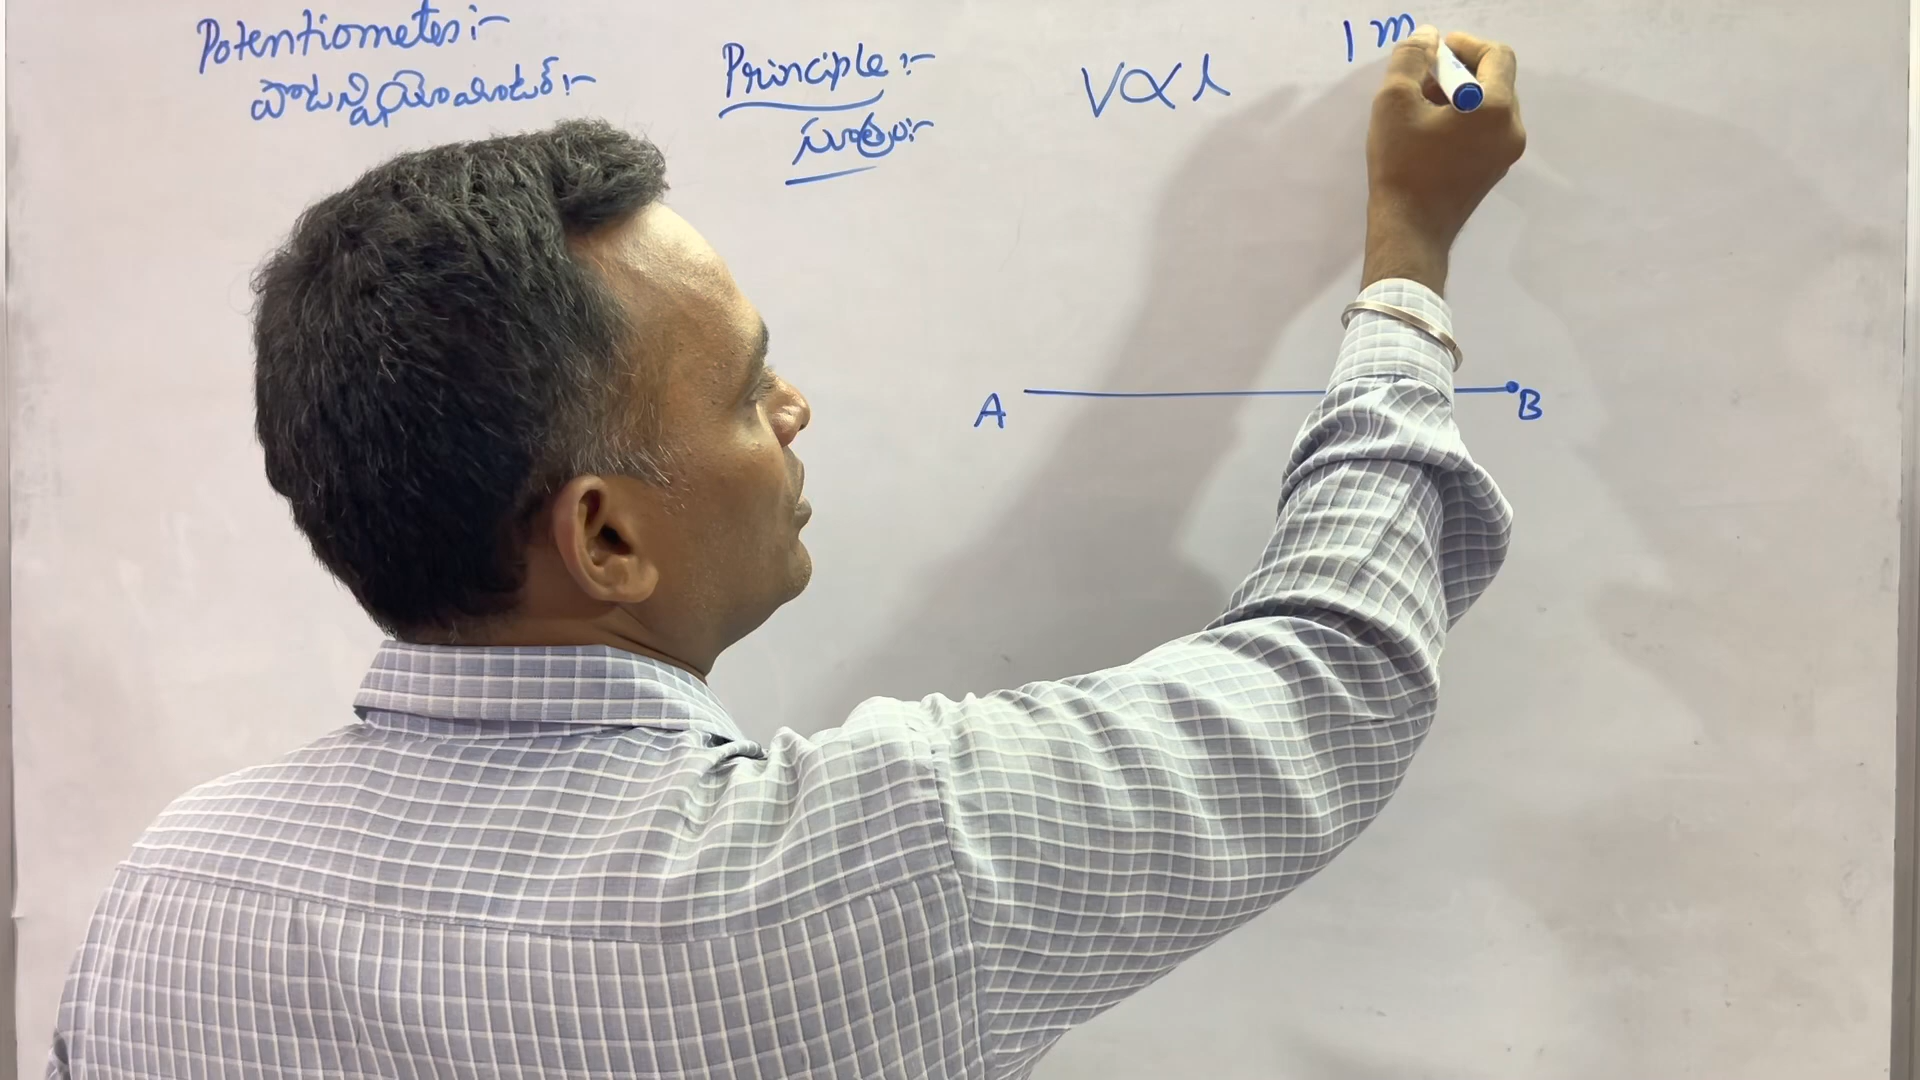 Potentiometer:-
పొటెన్షియోమీటర్:-
Principle:-
సూత్రం:-
V∝l
1 m
A
B